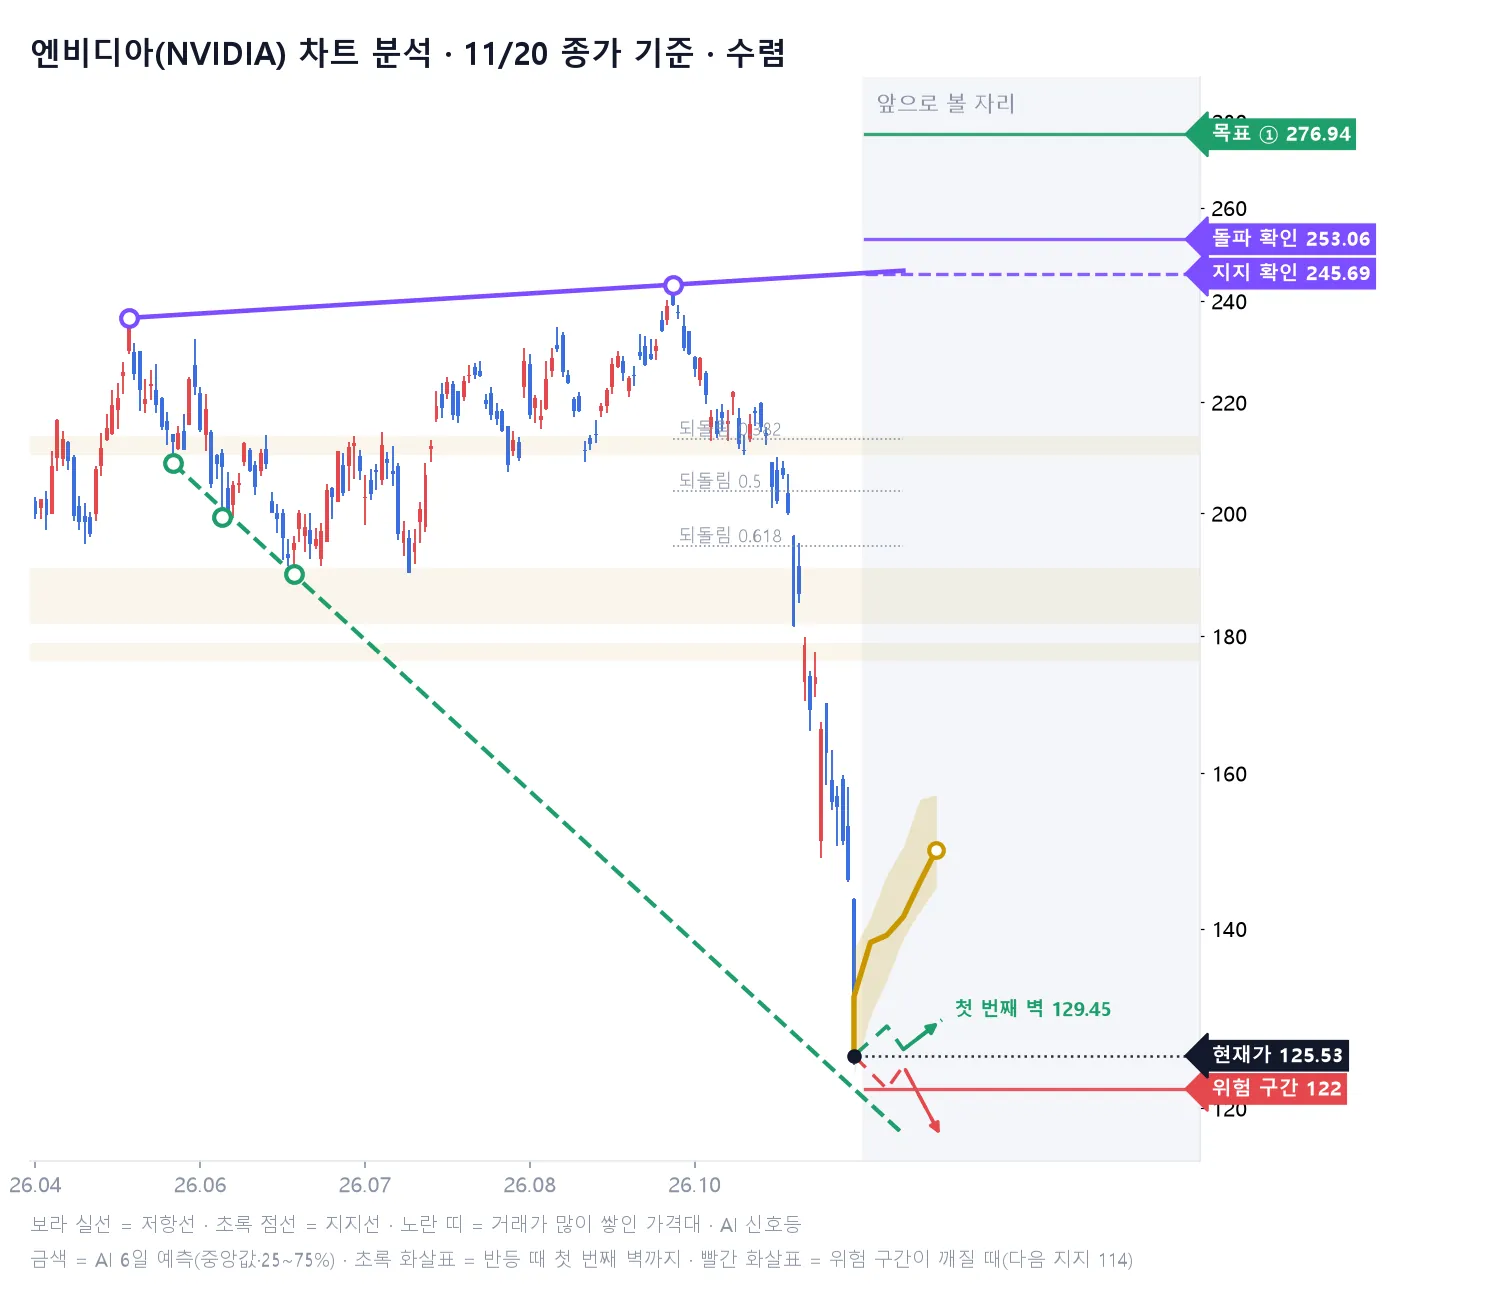 엔비디아(NVIDIA) 차트 분석 · 11/20 종가 기준 · 수렴
앞으로 볼 자리
목표 ① 276.94
260
돌파 확인 253.06
지지 확인 245.69
240
220
되돌림 0.382
되돌림 0.5
200
되돌림 0.618
180
160
140
첫 번째 벽 129.45
현재가 125.53
위험 구간 122
120
26.04 26.06 26.07 26.08 26.10
보라 실선 = 저항선 · 초록 점선 = 지지선 · 노란 띠 = 거래가 많이 쌓인 가격대 · AI 신호등
금색 = AI 6일 예측(중앙값·25~75%) · 초록 화살표 = 반등 때 첫 번째 벽까지 · 빨간 화살표 = 위험 구간이 깨질 때(다음 지지 114)